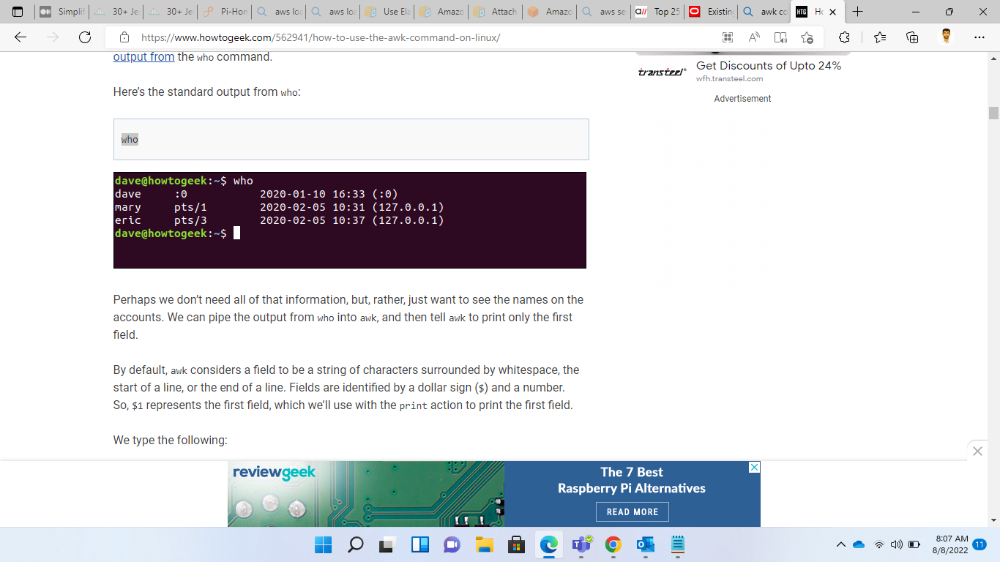 Simplif
30+ Je
30+ Je
Pi-Hon
aws loa
aws loa
Use Ela
Amazo
Attach
Amazo
aws se
all Top 25
Existin
awk co
HTG Ho
https://www.howtogeek.com/562941/how-to-use-the-awk-command-on-linux/
output from the who command.
Here’s the standard output from who:
who
dave@howtogeek:~$ who
dave :0 2020-01-10 16:33 (:0)
mary pts/1 2020-02-05 10:31 (127.0.0.1)
eric pts/3 2020-02-05 10:37 (127.0.0.1)
dave@howtogeek:~$
Perhaps we don’t need all of that information, but, rather, just want to see the names on the
accounts. We can pipe the output from who into awk, and then tell awk to print only the first
field.
By default, awk considers a field to be a string of characters surrounded by whitespace, the
start of a line, or the end of a line. Fields are identified by a dollar sign ($) and a number.
So, $1 represents the first field, which we’ll use with the print action to print the first field.
We type the following:
transteel
Get Discounts of Upto 24%
wfh.transteel.com
Advertisement
reviewgeek
The 7 Best
Raspberry Pi Alternatives
READ MORE
8:07 AM
8/8/2022
11